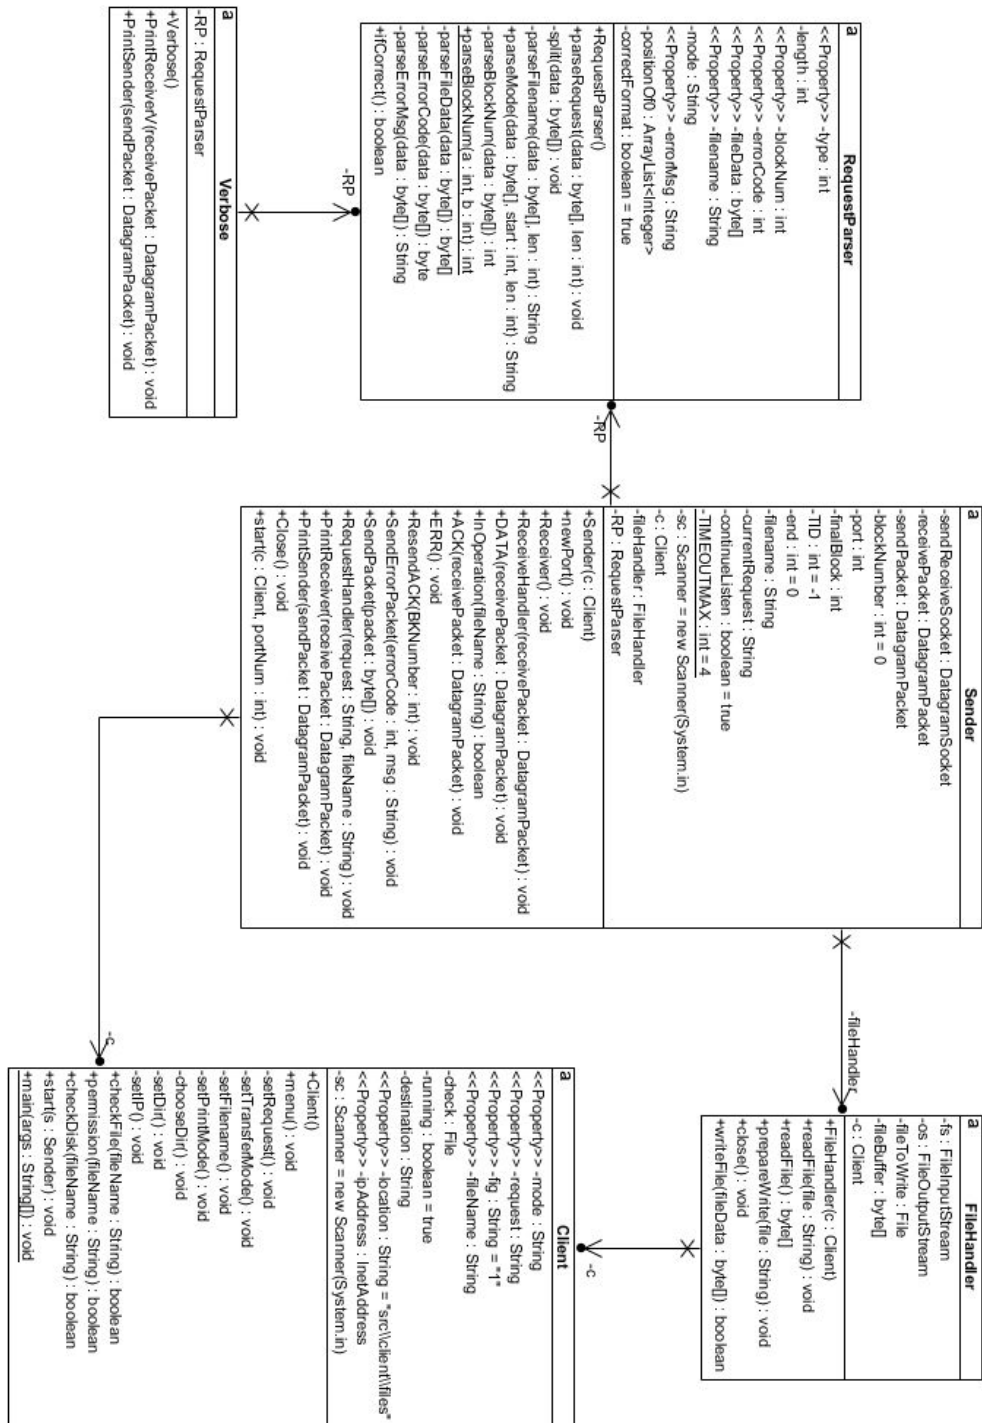 a
RequestParser
<<Property>> -type : int
-length : int
<<Property>> -blockNum : int
<<Property>> -errorCode : int
<<Property>> -fileData : byte[]
<<Property>> -filename : String
-mode : String
<<Property>> -errorMsg : String
-positionOf0 : ArrayList<Integer>
-correctFormat : boolean = true
+RequestParser()
+parseRequest(data : byte[], len : int) : void
-split(data : byte[]) : void
-parseFilename(data : byte[], len : int) : String
+parseMode(data : byte[], start : int, len : int) : String
-parseBlockNum(data : byte[]) : int
+parseBlockNum(a : int, b : int) : int
-parseFileData(data : byte[]) : byte[]
-parseErrorCode(data : byte[]) : byte
-parseErrorMsg(data : byte[]) : String
+ifCorrect() : boolean
-RP
a
Verbose
-RP : RequestParser
+Verbose()
+PrintReceiverV(receivePacket : DatagramPacket) : void
+PrintSender(sendPacket : DatagramPacket) : void
-RP
a
Sender
-sendReceiveSocket : DatagramSocket
-receivePacket : DatagramPacket
-sendPacket : DatagramPacket
-blockNumber : int = 0
-port : int
-finalBlock : int
-TID : int = -1
-end : int = 0
-filename : String
-currentRequest : String
-continueListen : boolean = true
-TIMEOUTMAX : int = 4
-sc : Scanner = new Scanner(System.in)
-c : Client
-fileHandler : FileHandler
-RP : RequestParser
+Sender(c : Client)
+newPort() : void
+Receiver() : void
+ReceiveHandler(receivePacket : DatagramPacket) : void
+DATA(receivePacket : DatagramPacket) : void
+InOperation(fileName : String) : boolean
+ACK(receivePacket : DatagramPacket) : void
+ERR() : void
+ResendACK(BKNumber : int) : void
+SendErrorPacket(errorCode : int, msg : String) : void
+SendPacket(packet : byte[]) : void
+RequestHandler(request : String, fileName : String) : void
+PrintReceiver(receivePacket : DatagramPacket) : void
+PrintSender(sendPacket : DatagramPacket) : void
+Close() : void
+start(c : Client, portNum : int) : void
-fileHandler
-c
a
FileHandler
-fs : FileInputStream
-os : FileOutputStream
-fileToWrite : File
-fileBuffer : byte[]
-c : Client
+FileHandler(c : Client)
+readFile(file : String) : void
+readFile() : byte[]
+prepareWrite(file : String) : void
+close() : void
+writeFile(fileData : byte[]) : boolean
-c
a
Client
<<Property>> -mode : String
<<Property>> -request : String
<<Property>> -fig : String = "1"
<<Property>> -fileName : String
-check : File
-running : boolean = true
-destination : String
<<Property>> -location : String = "src\\client\\files"
<<Property>> -ipAddress : InetAddress
-sc : Scanner = new Scanner(System.in)
+Client()
+menu() : void
-setRequest() : void
-setTransferMode() : void
-setFilename() : void
-setPrintMode() : void
-chooseDir() : void
-setDir() : void
-setIP() : void
+checkFile(fileName : String) : boolean
+permission(fileName : String) : boolean
+checkDisk(fileName : String) : boolean
+start(s : Sender) : void
+main(args : String[]) : void